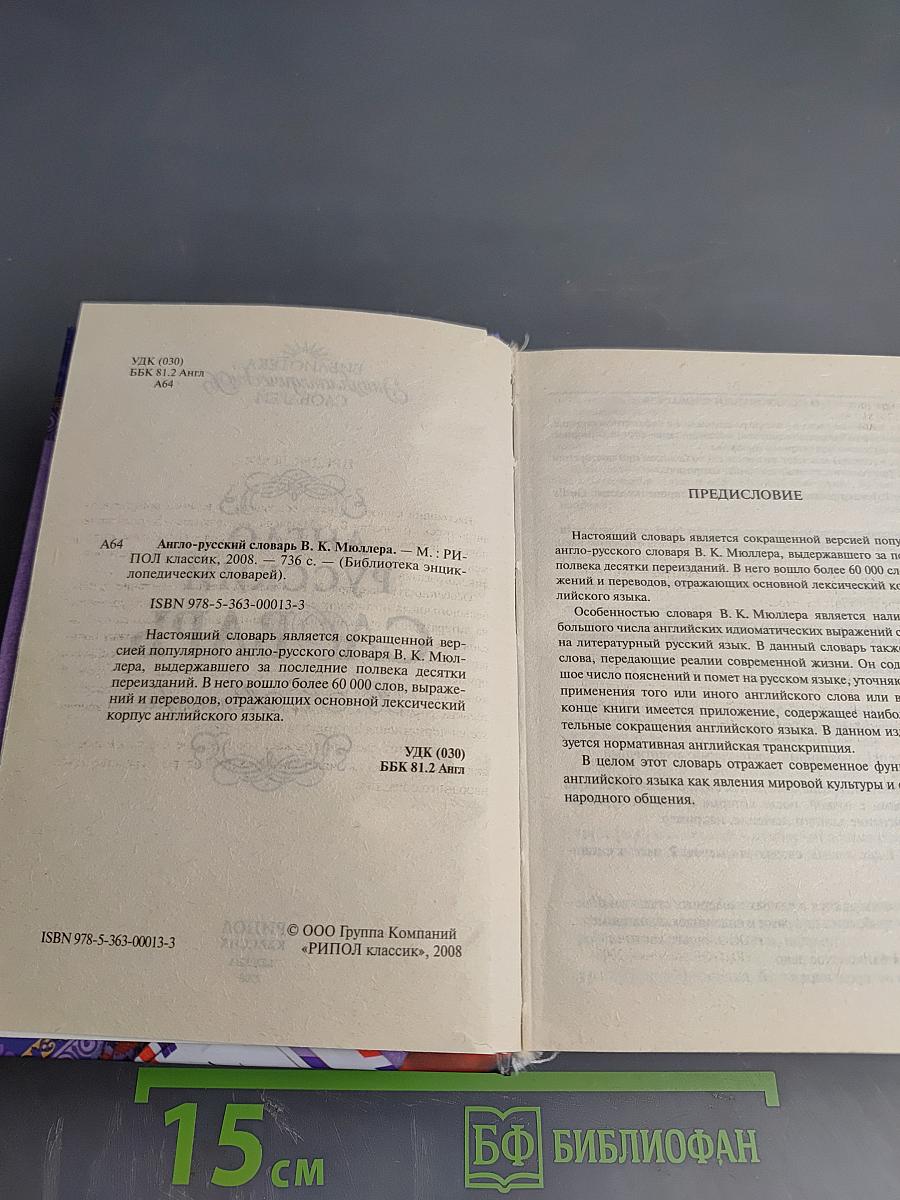 УДК (030)
ББК 81.2 Англ
А64
А64 Англо-русский словарь В. К. Мюллера. — М. : РИ-
ПОЛ классик, 2008. — 736 с. — (Библиотека энцик-
лопедических словарей).
ISBN 978-5-363-00013-3
Настоящий словарь является сокращенной вер-
сией популярного англо-русского словаря В. К. Мюл-
лера, выдержавшего за последние полвека десятки
переизданий. В него вошло более 60 000 слов, выраже-
ний и переводов, отражающих основной лексический
корпус английского языка.
УДК (030)
ББК 81.2 Англ
ISBN 978-5-363-00013-3
© ООО Группа Компаний
«РИПОЛ классик», 2008
ПРЕДИСЛОВИЕ
Настоящий словарь является сокращенной версией попу
англо-русского словаря В. К. Мюллера, выдержавшего за по
полвека десятки переизданий. В него вошло более 60 000 сл
жений и переводов, отражающих основной лексический ко
лийского языка.
Особенностью словаря В. К. Мюллера является нали
большого числа английских идиоматических выражений с
на литературный русский язык. В данный словарь также
слова, передающие реалии современной жизни. Он сод
шое число пояснений и помет на русском языке, уточняю
применения того или иного английского слова или в
конце книги имеется приложение, содержащее наибо
тельные сокращения английского языка. В данном изд
зуется нормативная английская транскрипция.
В целом этот словарь отражает современное фун
английского языка как явления мировой культуры и
народного общения.
15 см
БФ БИБЛИОФАН